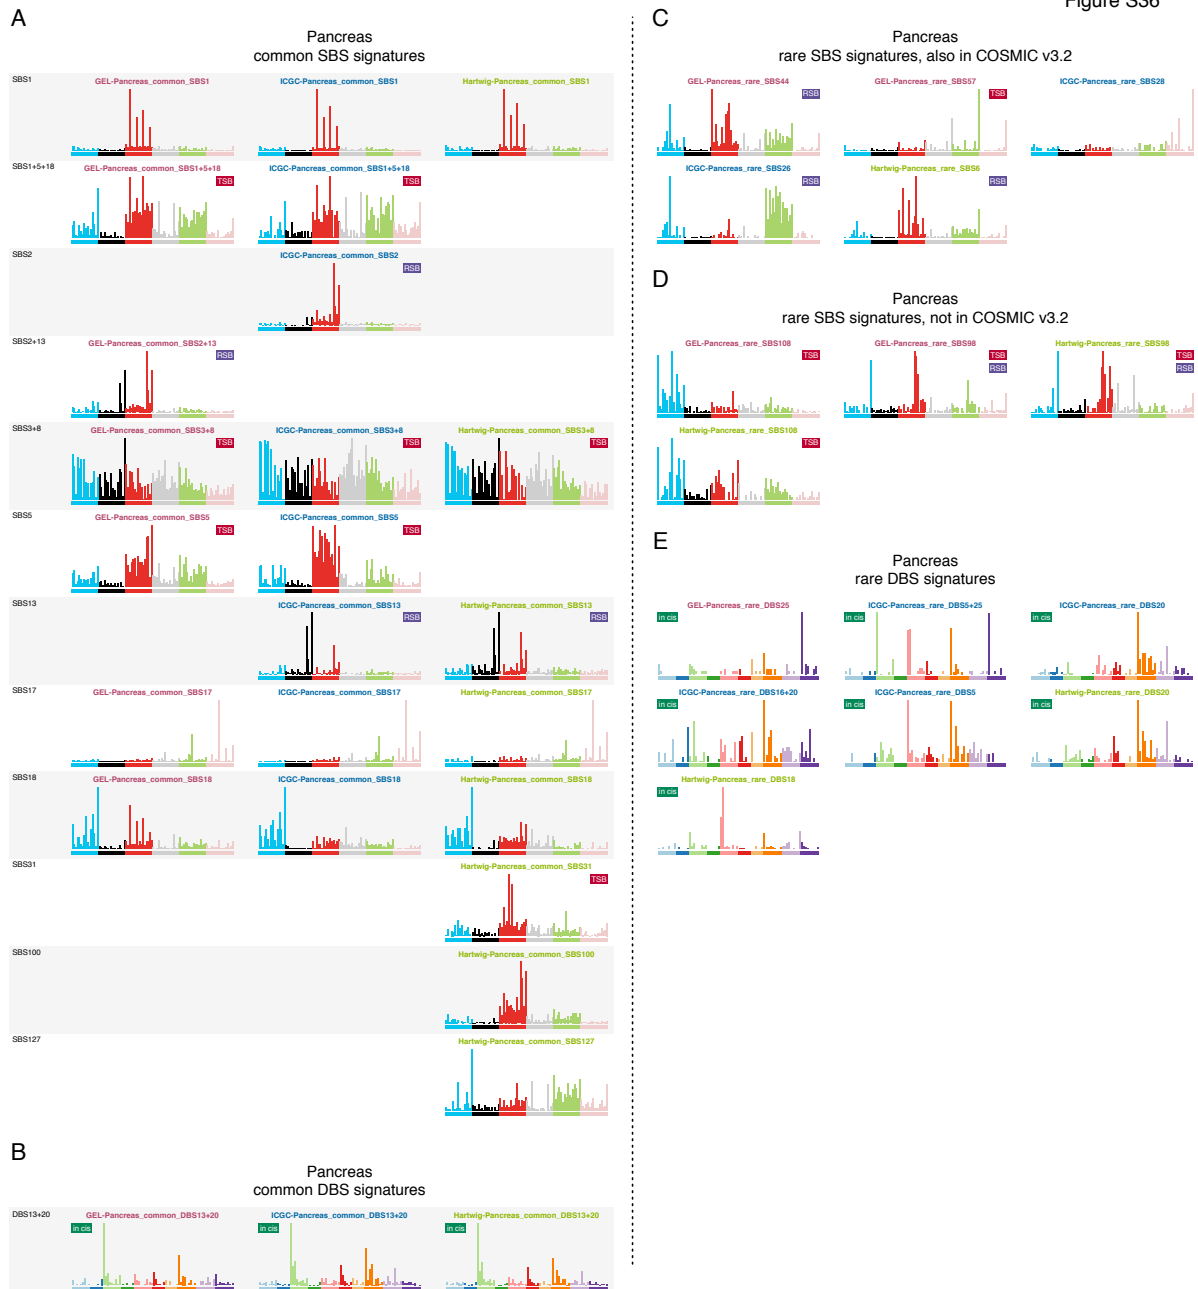 Figure S36
A
Pancreas
common SBS signatures
SBS1
GEL-Pancreas_common_SBS1
ICGC-Pancreas_common_SBS1
Hartwig-Pancreas_common_SBS1
SBS1+5+18
GEL-Pancreas_common_SBS1+5+18
TSB
ICGC-Pancreas_common_SBS1+5+18
TSB
SBS2
ICGC-Pancreas_common_SBS2
RSB
SBS2+13
GEL-Pancreas_common_SBS2+13
RSB
SBS3+8
GEL-Pancreas_common_SBS3+8
TSB
ICGC-Pancreas_common_SBS3+8
TSB
Hartwig-Pancreas_common_SBS3+8
TSB
SBS5
GEL-Pancreas_common_SBS5
TSB
ICGC-Pancreas_common_SBS5
TSB
SBS13
ICGC-Pancreas_common_SBS13
RSB
Hartwig-Pancreas_common_SBS13
RSB
SBS17
GEL-Pancreas_common_SBS17
ICGC-Pancreas_common_SBS17
Hartwig-Pancreas_common_SBS17
SBS18
GEL-Pancreas_common_SBS18
ICGC-Pancreas_common_SBS18
Hartwig-Pancreas_common_SBS18
SBS31
Hartwig-Pancreas_common_SBS31
TSB
SBS100
Hartwig-Pancreas_common_SBS100
SBS127
Hartwig-Pancreas_common_SBS127
B
Pancreas
common DBS signatures
DBS13+20
GEL-Pancreas_common_DBS13+20
in cis
ICGC-Pancreas_common_DBS13+20
in cis
Hartwig-Pancreas_common_DBS13+20
in cis
C
Pancreas
rare SBS signatures, also in COSMIC v3.2
GEL-Pancreas_rare_SBS44
RSB
GEL-Pancreas_rare_SBS57
TSB
ICGC-Pancreas_rare_SBS28
ICGC-Pancreas_rare_SBS26
RSB
Hartwig-Pancreas_rare_SBS6
RSB
D
Pancreas
rare SBS signatures, not in COSMIC v3.2
GEL-Pancreas_rare_SBS108
TSB
GEL-Pancreas_rare_SBS98
TSB
RSB
Hartwig-Pancreas_rare_SBS98
TSB
RSB
Hartwig-Pancreas_rare_SBS108
TSB
E
Pancreas
rare DBS signatures
GEL-Pancreas_rare_DBS25
in cis
ICGC-Pancreas_rare_DBS5+25
in cis
ICGC-Pancreas_rare_DBS20
in cis
ICGC-Pancreas_rare_DBS16+20
in cis
ICGC-Pancreas_rare_DBS5
in cis
Hartwig-Pancreas_rare_DBS20
in cis
Hartwig-Pancreas_rare_DBS18
in cis